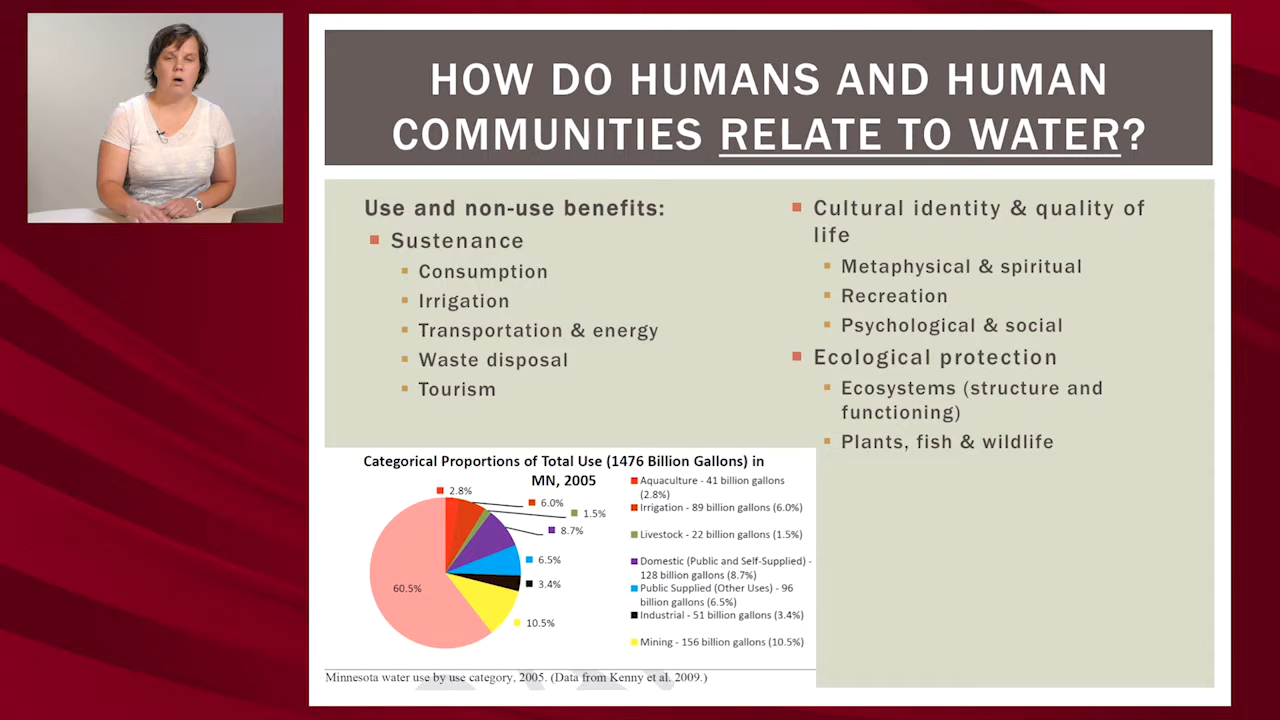 HOW DO HUMANS AND HUMAN
COMMUNITIES RELATE TO WATER?
Use and non-use benefits:
Sustenance
Consumption
Irrigation
Transportation & energy
Waste disposal
Tourism
Cultural identity & quality of
life
Metaphysical & spiritual
Recreation
Psychological & social
Ecological protection
Ecosystems (structure and
functioning)
Plants, fish & wildlife
Categorical Proportions of Total Use (1476 Billion Gallons) in
MN, 2005
2.8%
6.0%
1.5%
8.7%
6.5%
3.4%
10.5%
60.5%
Aquaculture - 41 billion gallons
(2.8%)
Irrigation - 89 billion gallons (6.0%)
Livestock - 22 billion gallons (1.5%)
Domestic (Public and Self-Supplied) -
128 billion gallons (8.7%)
Public Supplied (Other Uses) - 96
billion gallons (6.5%)
Industrial - 51 billion gallons (3.4%)
Mining - 156 billion gallons (10.5%)
Minnesota water use by use category, 2005. (Data from Kenny et al. 2009.)